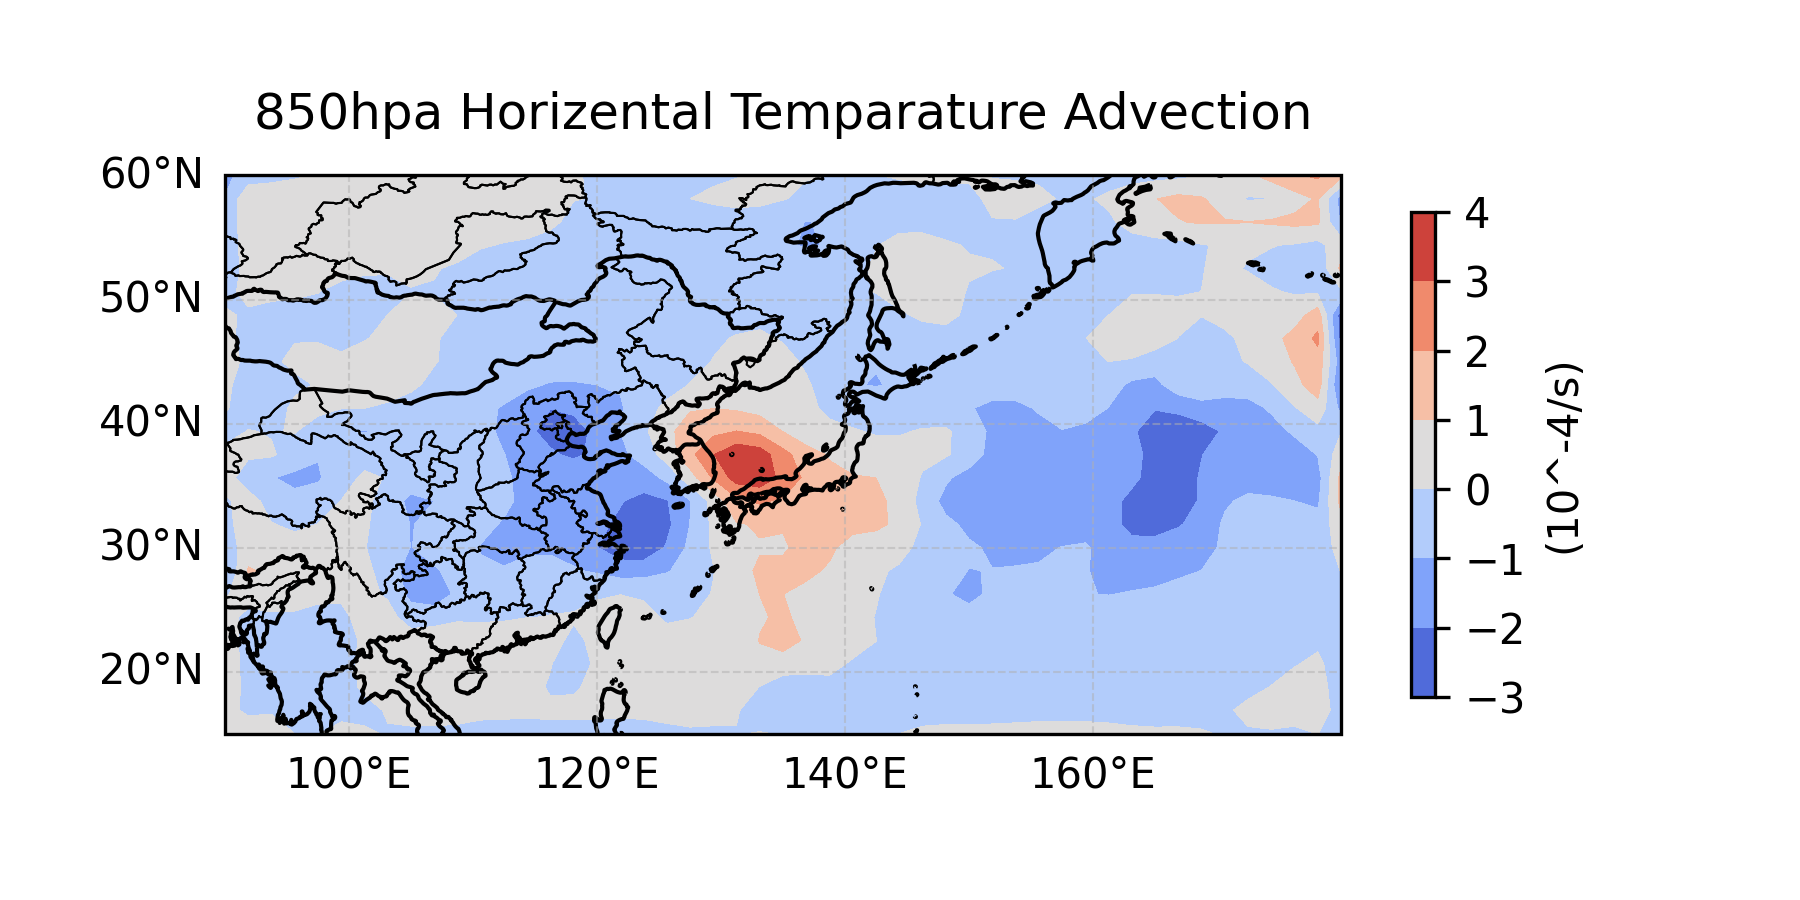 850hpa Horizental Temparature Advection
60°N
50°N
40°N
30°N
20°N
100°E
120°E
140°E
160°E
4
3
2
1
0
−1
−2
−3
(10^-4/s)